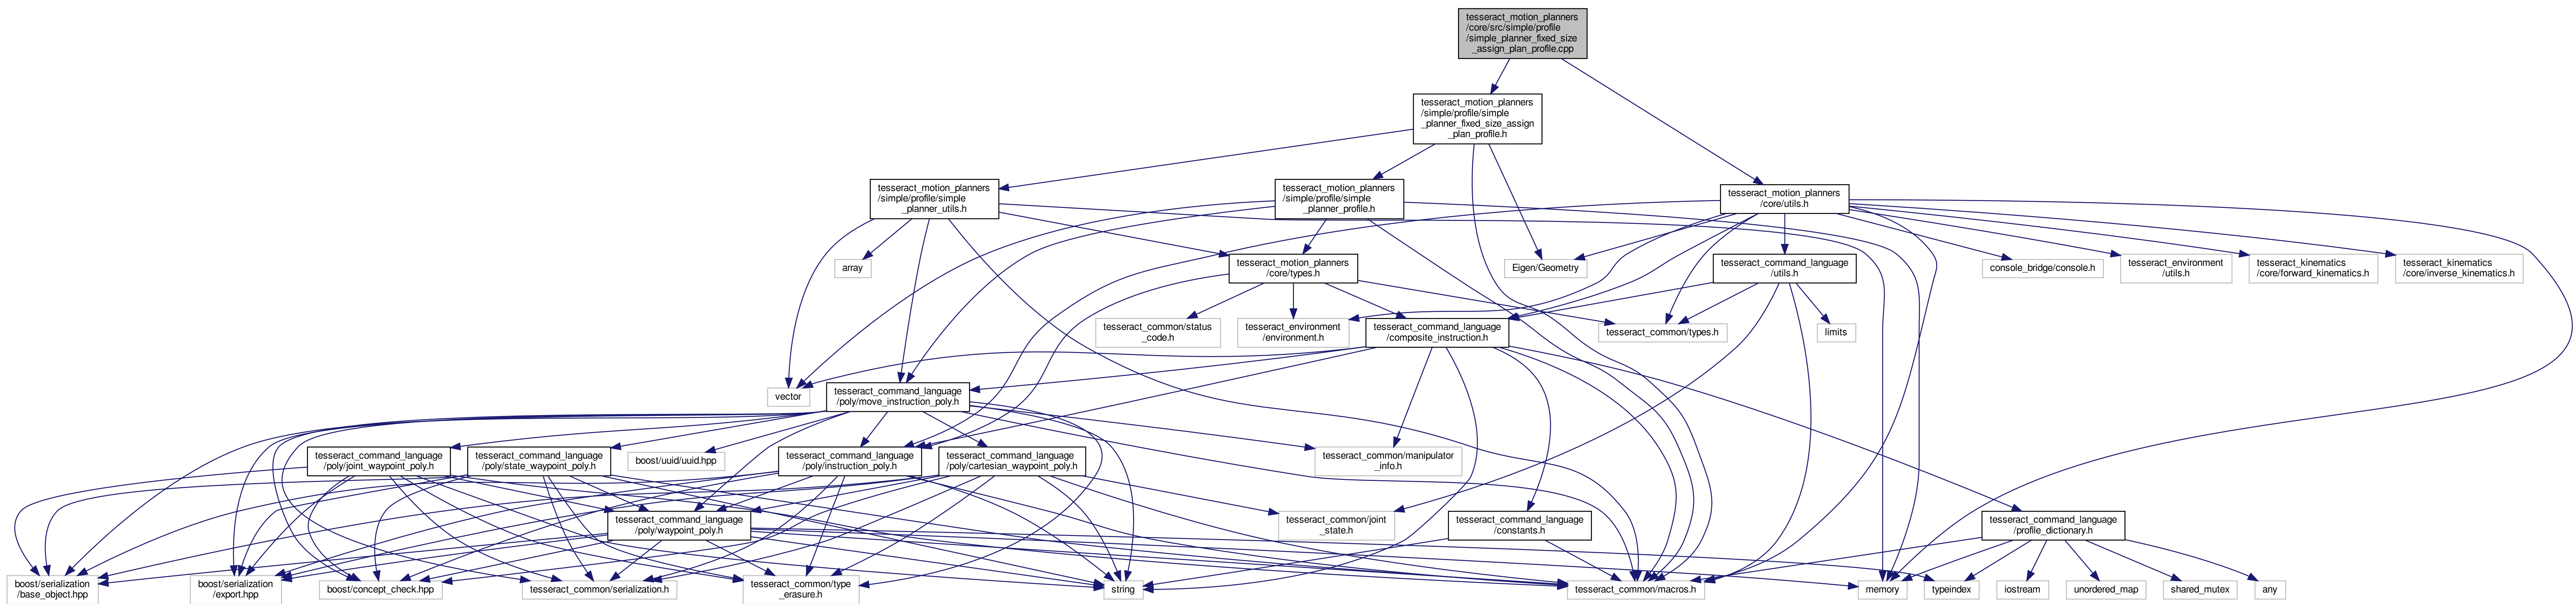 tesseract_motion_planners
/core/src/simple/profile
/simple_planner_fixed_size
_assign_plan_profile.cpp
tesseract_motion_planners
/simple/profile/simple
_planner_fixed_size_assign
_plan_profile.h
tesseract_motion_planners
/simple/profile/simple
_planner_utils.h
tesseract_motion_planners
/simple/profile/simple
_planner_profile.h
tesseract_motion_planners
/core/utils.h
array
tesseract_motion_planners
/core/types.h
Eigen/Geometry
tesseract_command_language
/utils.h
console_bridge/console.h
tesseract_environment
/utils.h
tesseract_kinematics
/core/forward_kinematics.h
tesseract_kinematics
/core/inverse_kinematics.h
tesseract_common/status
_code.h
tesseract_environment
/environment.h
tesseract_command_language
/composite_instruction.h
tesseract_common/types.h
limits
vector
tesseract_command_language
/poly/move_instruction_poly.h
tesseract_command_language
/poly/joint_waypoint_poly.h
tesseract_command_language
/poly/state_waypoint_poly.h
boost/uuid/uuid.hpp
tesseract_command_language
/poly/instruction_poly.h
tesseract_command_language
/poly/cartesian_waypoint_poly.h
tesseract_common/manipulator
_info.h
tesseract_command_language
/poly/waypoint_poly.h
tesseract_common/joint
_state.h
tesseract_command_language
/constants.h
tesseract_command_language
/profile_dictionary.h
boost/serialization
/base_object.hpp
boost/serialization
/export.hpp
boost/concept_check.hpp
tesseract_common/serialization.h
tesseract_common/type
_erasure.h
string
tesseract_common/macros.h
memory
typeindex
iostream
unordered_map
shared_mutex
any